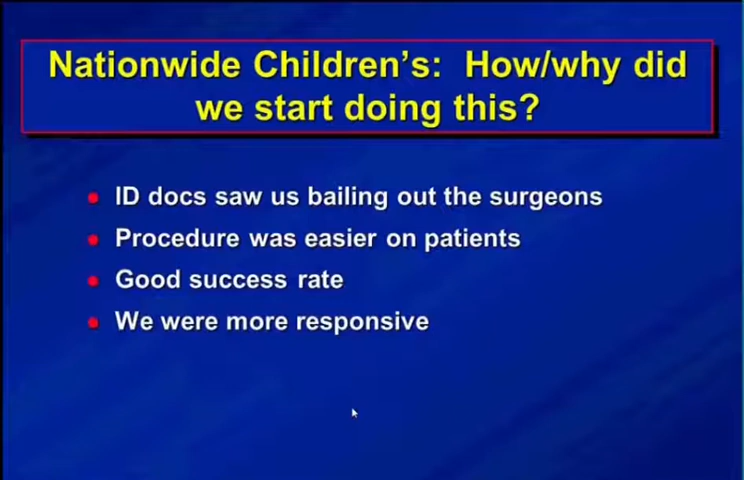 Nationwide Children's:  How/why did
we start doing this?
ID docs saw us bailing out the surgeons
Procedure was easier on patients
Good success rate
We were more responsive